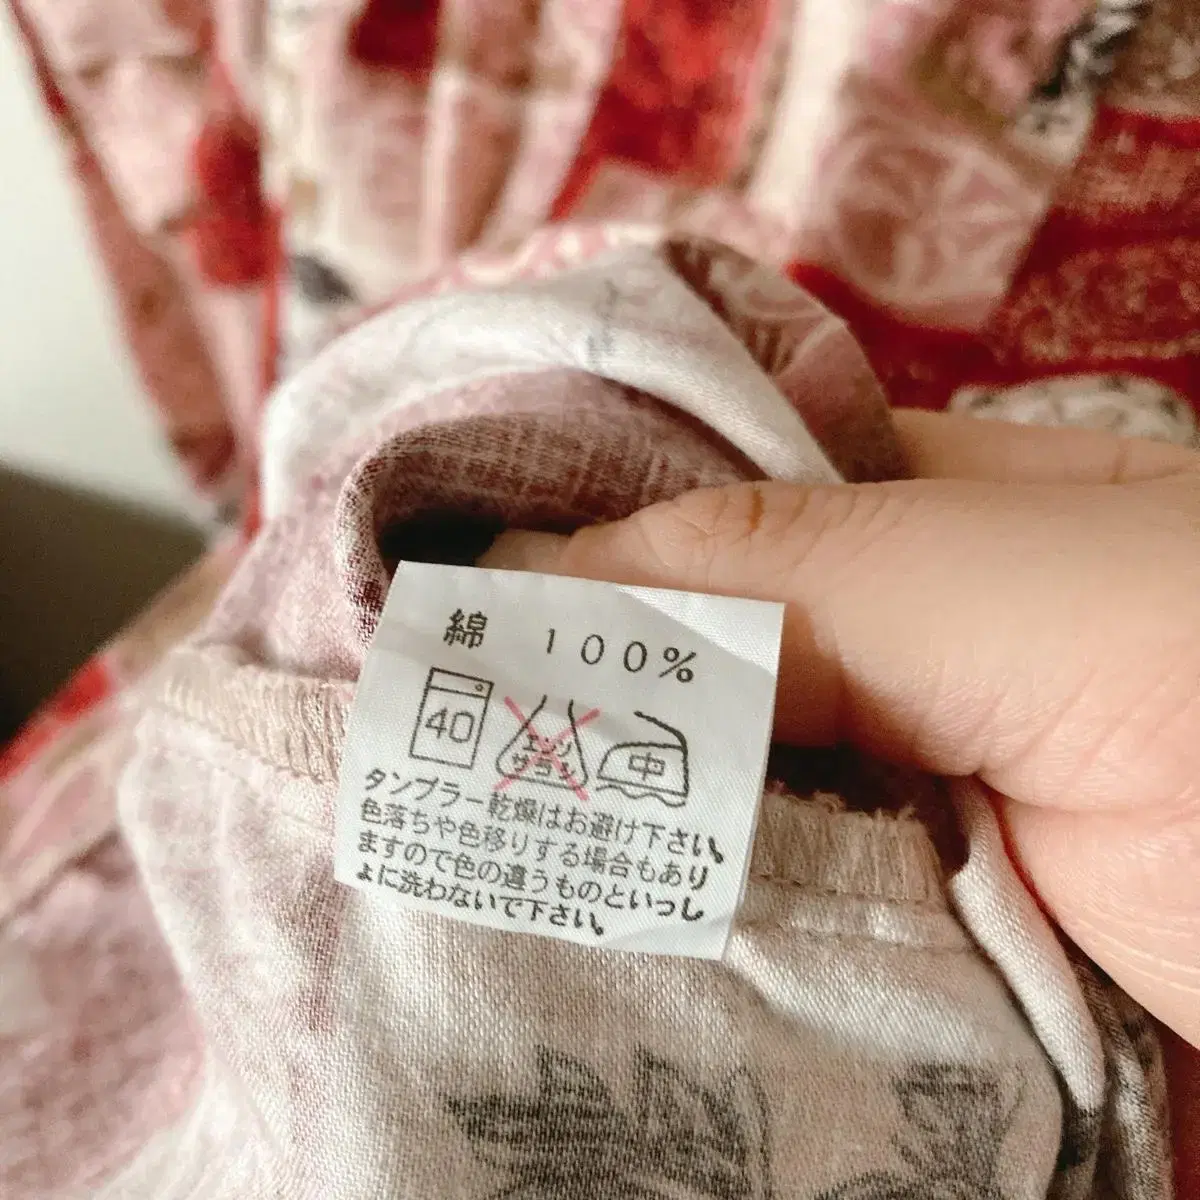 綿 100%
40 エンソ サラシ 中
タンブラー乾燥はお避け下さい。
色落ちや色移りする場合もあり
ますので色の違うものといっし
ょに洗わないで下さい。